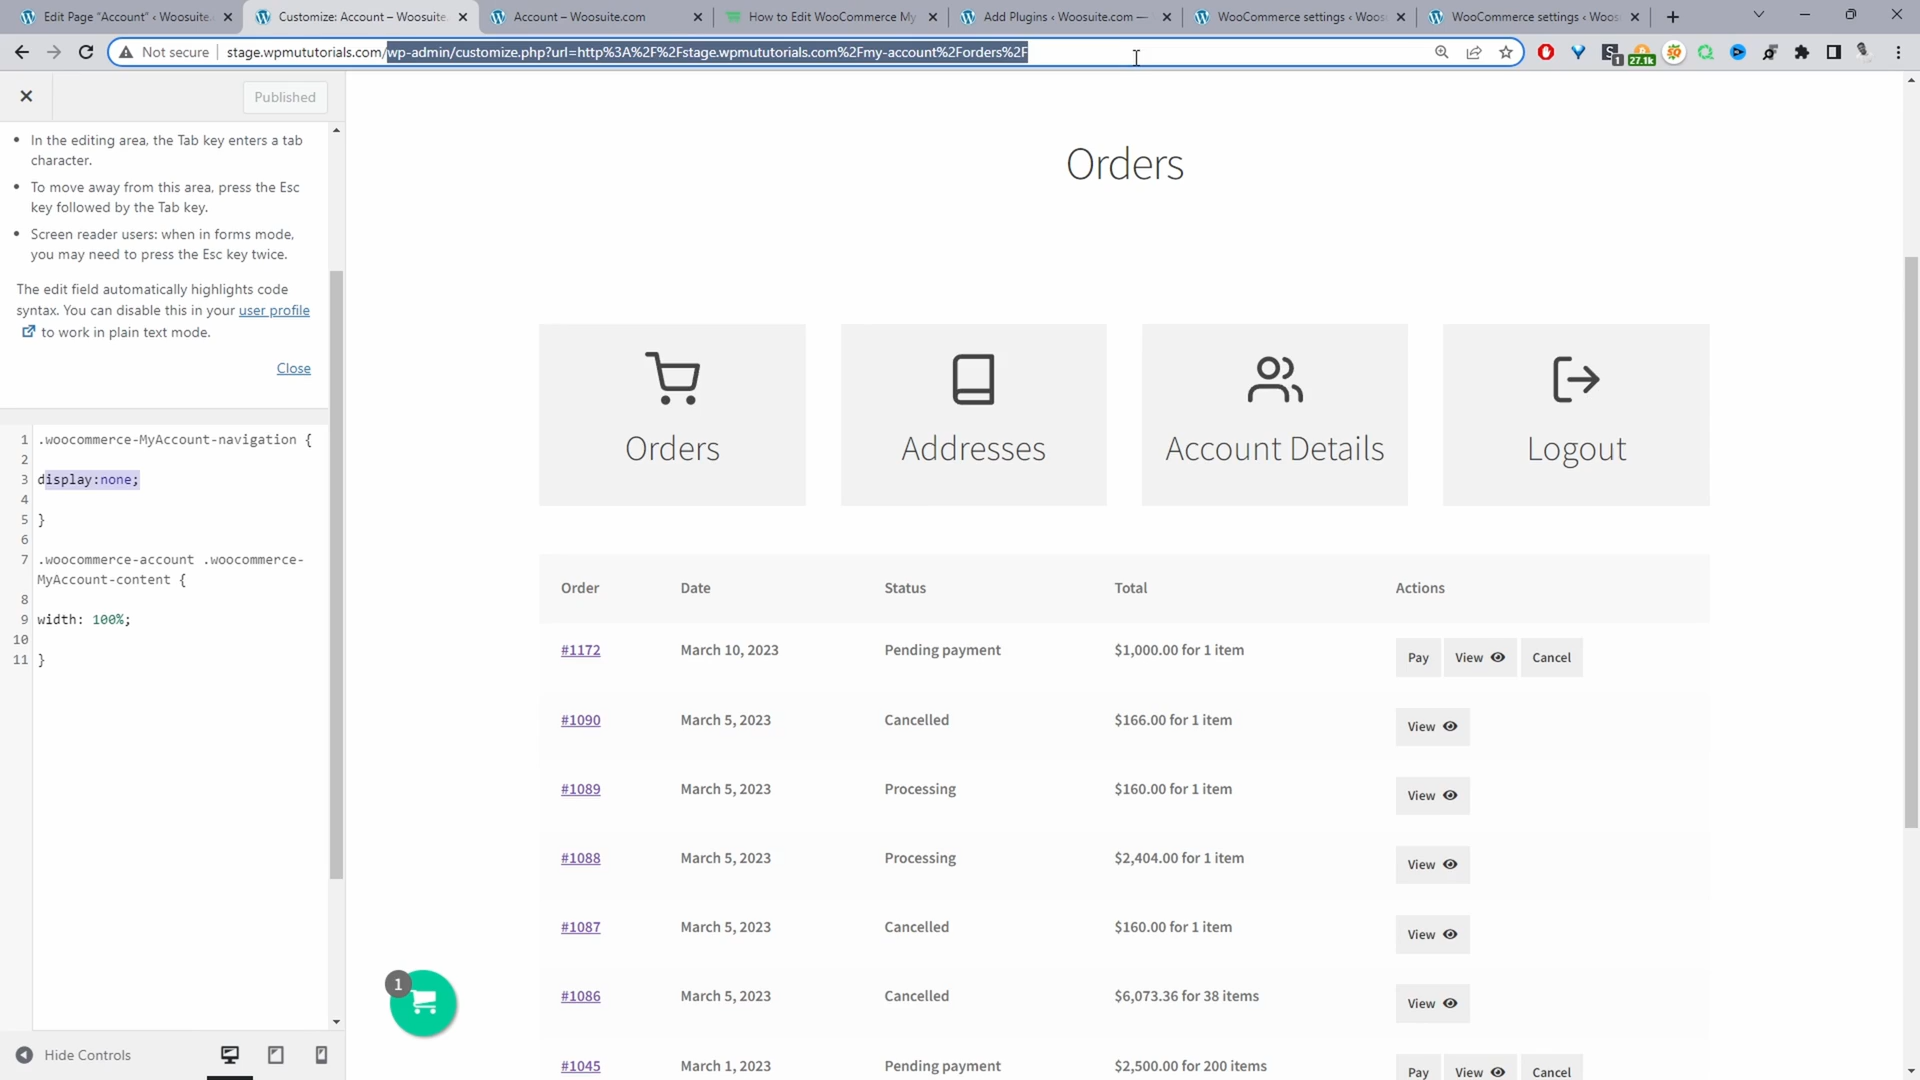 Edit Page "Account" ‹ Woosuite.
Customize: Account – Woosuite.
Account – Woosuite.com
How to Edit WooCommerce My
Add Plugins ‹ Woosuite.com —
WooCommerce settings ‹ Woos
WooCommerce settings ‹ Woos
Not secure
stage.wpmututorials.com/wp-admin/customize.php?url=http%3A%2F%2Fstage.wpmututorials.com%2Fmy-account%2Forders%2F
1
27.1k
Published
In the editing area, the Tab key enters a tab
character.
To move away from this area, press the Esc
key followed by the Tab key.
Screen reader users: when in forms mode,
you may need to press the Esc key twice.
The edit field automatically highlights code
syntax. You can disable this in your user profile
to work in plain text mode.
Close
1 .woocommerce-MyAccount-navigation {
2
3 display:none;
4
5 }
6
7 .woocommerce-account .woocommerce-
MyAccount-content {
8
9 width: 100%;
10
11 }
Hide Controls
Orders
Orders
Addresses
Account Details
Logout
Order Date Status Total Actions
#1172 March 10, 2023 Pending payment $1,000.00 for 1 item Pay View Cancel
#1090 March 5, 2023 Cancelled $166.00 for 1 item View
#1089 March 5, 2023 Processing $160.00 for 1 item View
#1088 March 5, 2023 Processing $2,404.00 for 1 item View
#1087 March 5, 2023 Cancelled $160.00 for 1 item View
#1086 March 5, 2023 Cancelled $6,073.36 for 38 items View
#1045 March 1, 2023 Pending payment $2,500.00 for 200 items Pay View Cancel
1